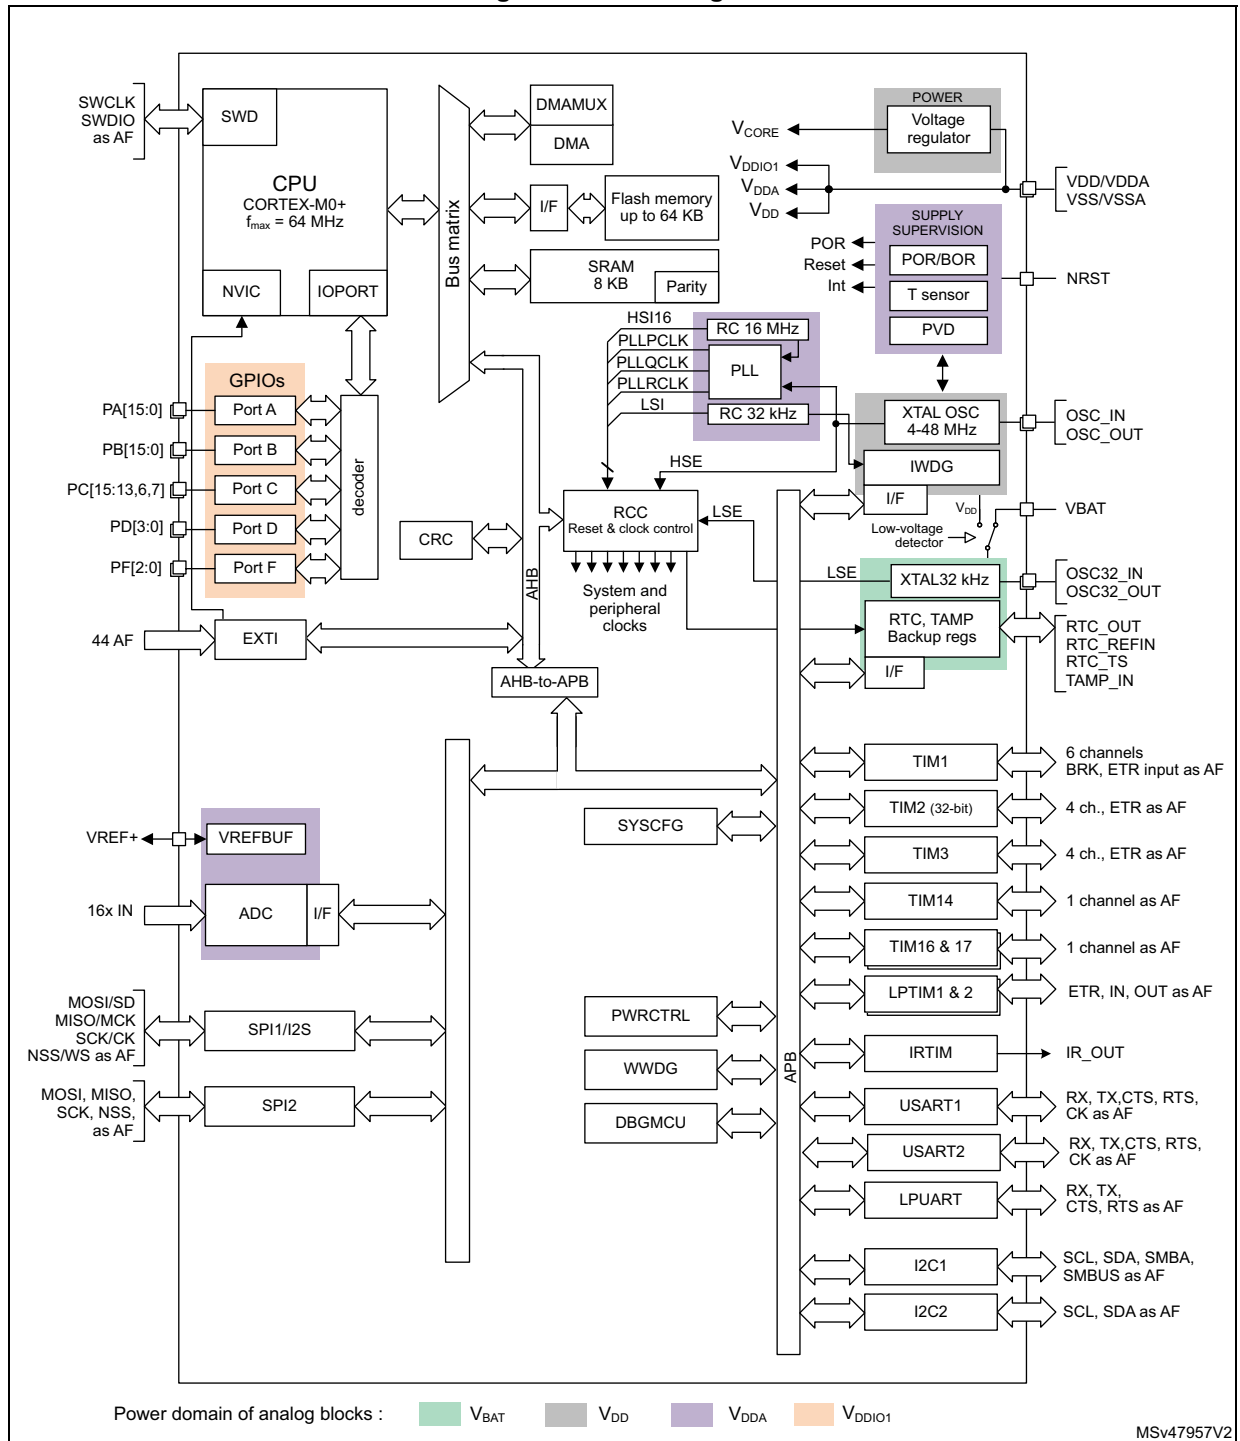 SWCLK
SWDIO
as AF
SWD
CPU
CORTEX-M0+
fmax = 64 MHz
NVIC
IOPORT
Bus matrix
DMAMUX
DMA
I/F
Flash memory
up to 64 KB
SRAM
8 KB
Parity
POWER
Voltage
regulator
VCORE
VDDIO1
VDDA
VDD
VDD/VDDA
VSS/VSSA
SUPPLY
SUPERVISION
POR
Reset
Int
POR/BOR
T sensor
PVD
NRST
HSI16
PLLPCLK
PLLQCLK
PLLRCLK
LSI
RC 16 MHz
PLL
RC 32 kHz
XTAL OSC
4-48 MHz
IWDG
I/F
OSC_IN
OSC_OUT
HSE
GPIOs
PA[15:0]
Port A
PB[15:0]
Port B
PC[15:13,6,7]
Port C
PD[3:0]
Port D
PF[2:0]
Port F
decoder
RCC
Reset & clock control
LSE
VDD
Low-voltage
detector
VBAT
CRC
AHB
System and
peripheral
clocks
LSE
XTAL32 kHz
OSC32_IN
OSC32_OUT
RTC, TAMP
Backup regs
I/F
RTC_OUT
RTC_REFIN
RTC_TS
TAMP_IN
44 AF
EXTI
AHB-to-APB
TIM1
6 channels
BRK, ETR input as AF
TIM2 (32-bit)
4 ch., ETR as AF
SYSCFG
VREF+
VREFBUF
TIM3
4 ch., ETR as AF
16x IN
ADC
I/F
TIM14
1 channel as AF
TIM16 & 17
1 channel as AF
LPTIM1 & 2
ETR, IN, OUT as AF
MOSI/SD
MISO/MCK
SCK/CK
NSS/WS as AF
SPI1/I2S
PWRCTRL
APB
IRTIM
IR_OUT
WWDG
MOSI, MISO,
SCK, NSS,
as AF
SPI2
DBGMCU
USART1
RX, TX,CTS, RTS,
CK as AF
USART2
RX, TX,CTS, RTS,
CK as AF
LPUART
RX, TX,
CTS, RTS as AF
I2C1
SCL, SDA, SMBA,
SMBUS as AF
I2C2
SCL, SDA as AF
Power domain of analog blocks :
VBAT
VDD
VDDA
VDDIO1
MSv47957V2